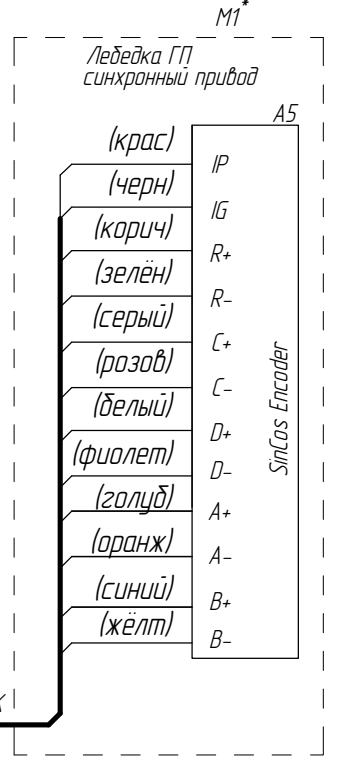 M1*
Лебедка ГП
синхронный привод
A5
(крас) IP
(черн) IG
(корич) R+
(зелён) R-
(серый) C+
(розов) C-
(белый) D+
(фиолет) D-
(голуб) A+
(оранж) A-
(синий) B+
(жёлт) B-
SinCos Encoder